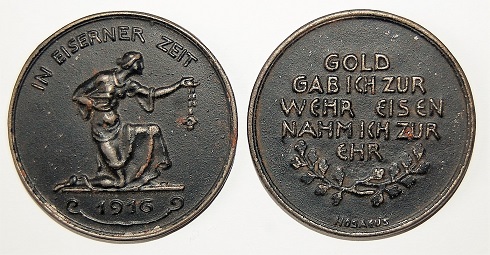 IN EISERNER ZEIT
1916
GOLD
GAB ICH ZUR
WEHR EISEN
NAHM ICH ZUR
EHR
HOSAEUS